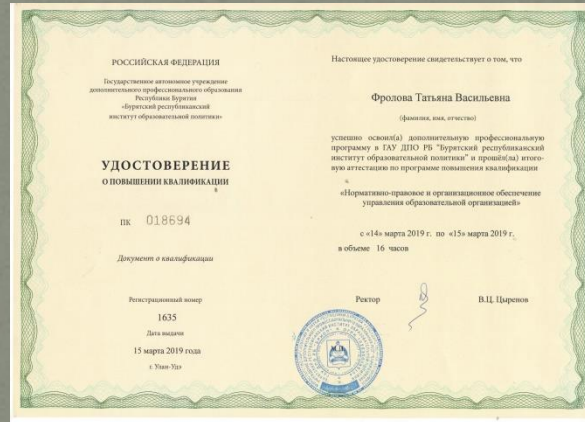 РОССИЙСКАЯ ФЕДЕРАЦИЯ
Государственное автономное учреждение
дополнительного профессионального образования
Республики Бурятия
«Бурятский республиканский
институт образовательной политики»
УДОСТОВЕРЕНИЕ
О ПОВЫШЕНИИ КВАЛИФИКАЦИИ
ПК 018694
Документ о квалификации
Регистрационный номер
1635
Дата выдачи
15 марта 2019 года
г. Улан-Удэ
Настоящее удостоверение свидетельствует о том, что
Фролова Татьяна Васильевна
(фамилия, имя, отчество)
успешно освоил(а) дополнительную профессиональную
программу в ГАУ ДПО РБ "Бурятский республиканский
институт образовательной политики" и прошёл(ла) итого-
вую аттестацию по программе повышения квалификации
«Нормативно-правовое и организационное обеспечение
управления образовательной организацией»
с «14» марта 2019 г. по «15» марта 2019 г.
в объеме 16 часов
Ректор В.Ц. Цыренов